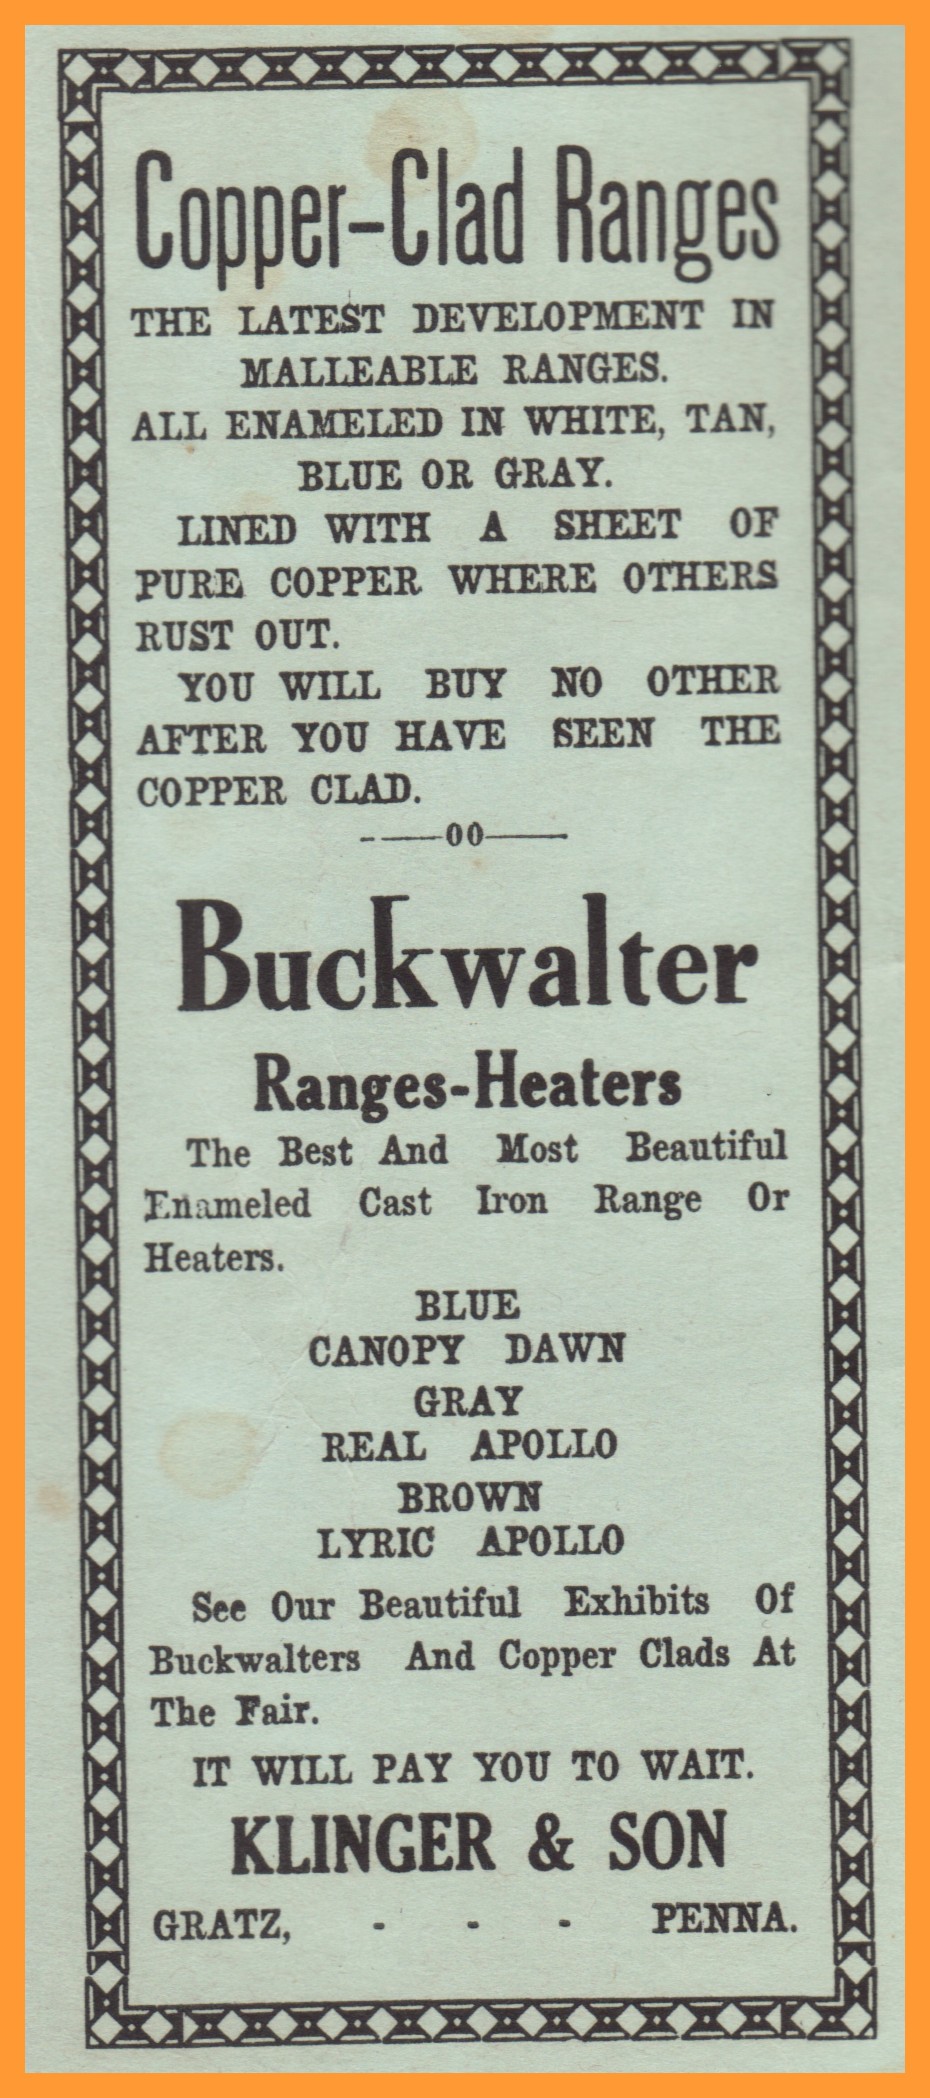 Copper-Clad Ranges
THE LATEST DEVELOPMENT IN
MALLEABLE RANGES.
ALL ENAMELED IN WHITE, TAN,
BLUE OR GRAY.
LINED WITH A SHEET OF
PURE COPPER WHERE OTHERS
RUST OUT.
YOU WILL BUY NO OTHER
AFTER YOU HAVE SEEN THE
COPPER CLAD.
- —oo—
Buckwalter
Ranges-Heaters
The Best And Most Beautiful
Enameled Cast Iron Range Or
Heaters.
BLUE
CANOPY DAWN
GRAY
REAL APOLLO
BROWN
LYRIC APOLLO
See Our Beautiful Exhibits Of
Buckwalters And Copper Clads At
The Fair.
IT WILL PAY YOU TO WAIT.
KLINGER & SON
GRATZ, - - - PENNA.